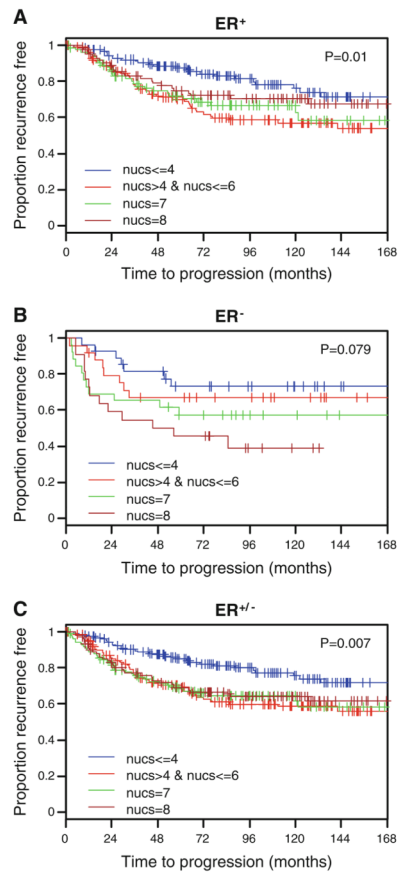 A
ER+
P=0.01
Proportion recurrence free
1
0.8
0.6
0.4
0.2
0
nucs<=4
nucs>4 & nucs<=6
nucs=7
nucs=8
0 24 48 72 96 120 144 168
Time to progression (months)
B
ER-
P=0.079
Proportion recurrence free
1
0.8
0.6
0.4
0.2
0
nucs<=4
nucs>4 & nucs<=6
nucs=7
nucs=8
0 24 48 72 96 120 144 168
Time to progression (months)
C
ER+/-
P=0.007
Proportion recurrence free
1
0.8
0.6
0.4
0.2
0
nucs<=4
nucs>4 & nucs<=6
nucs=7
nucs=8
0 24 48 72 96 120 144 168
Time to progression (months)